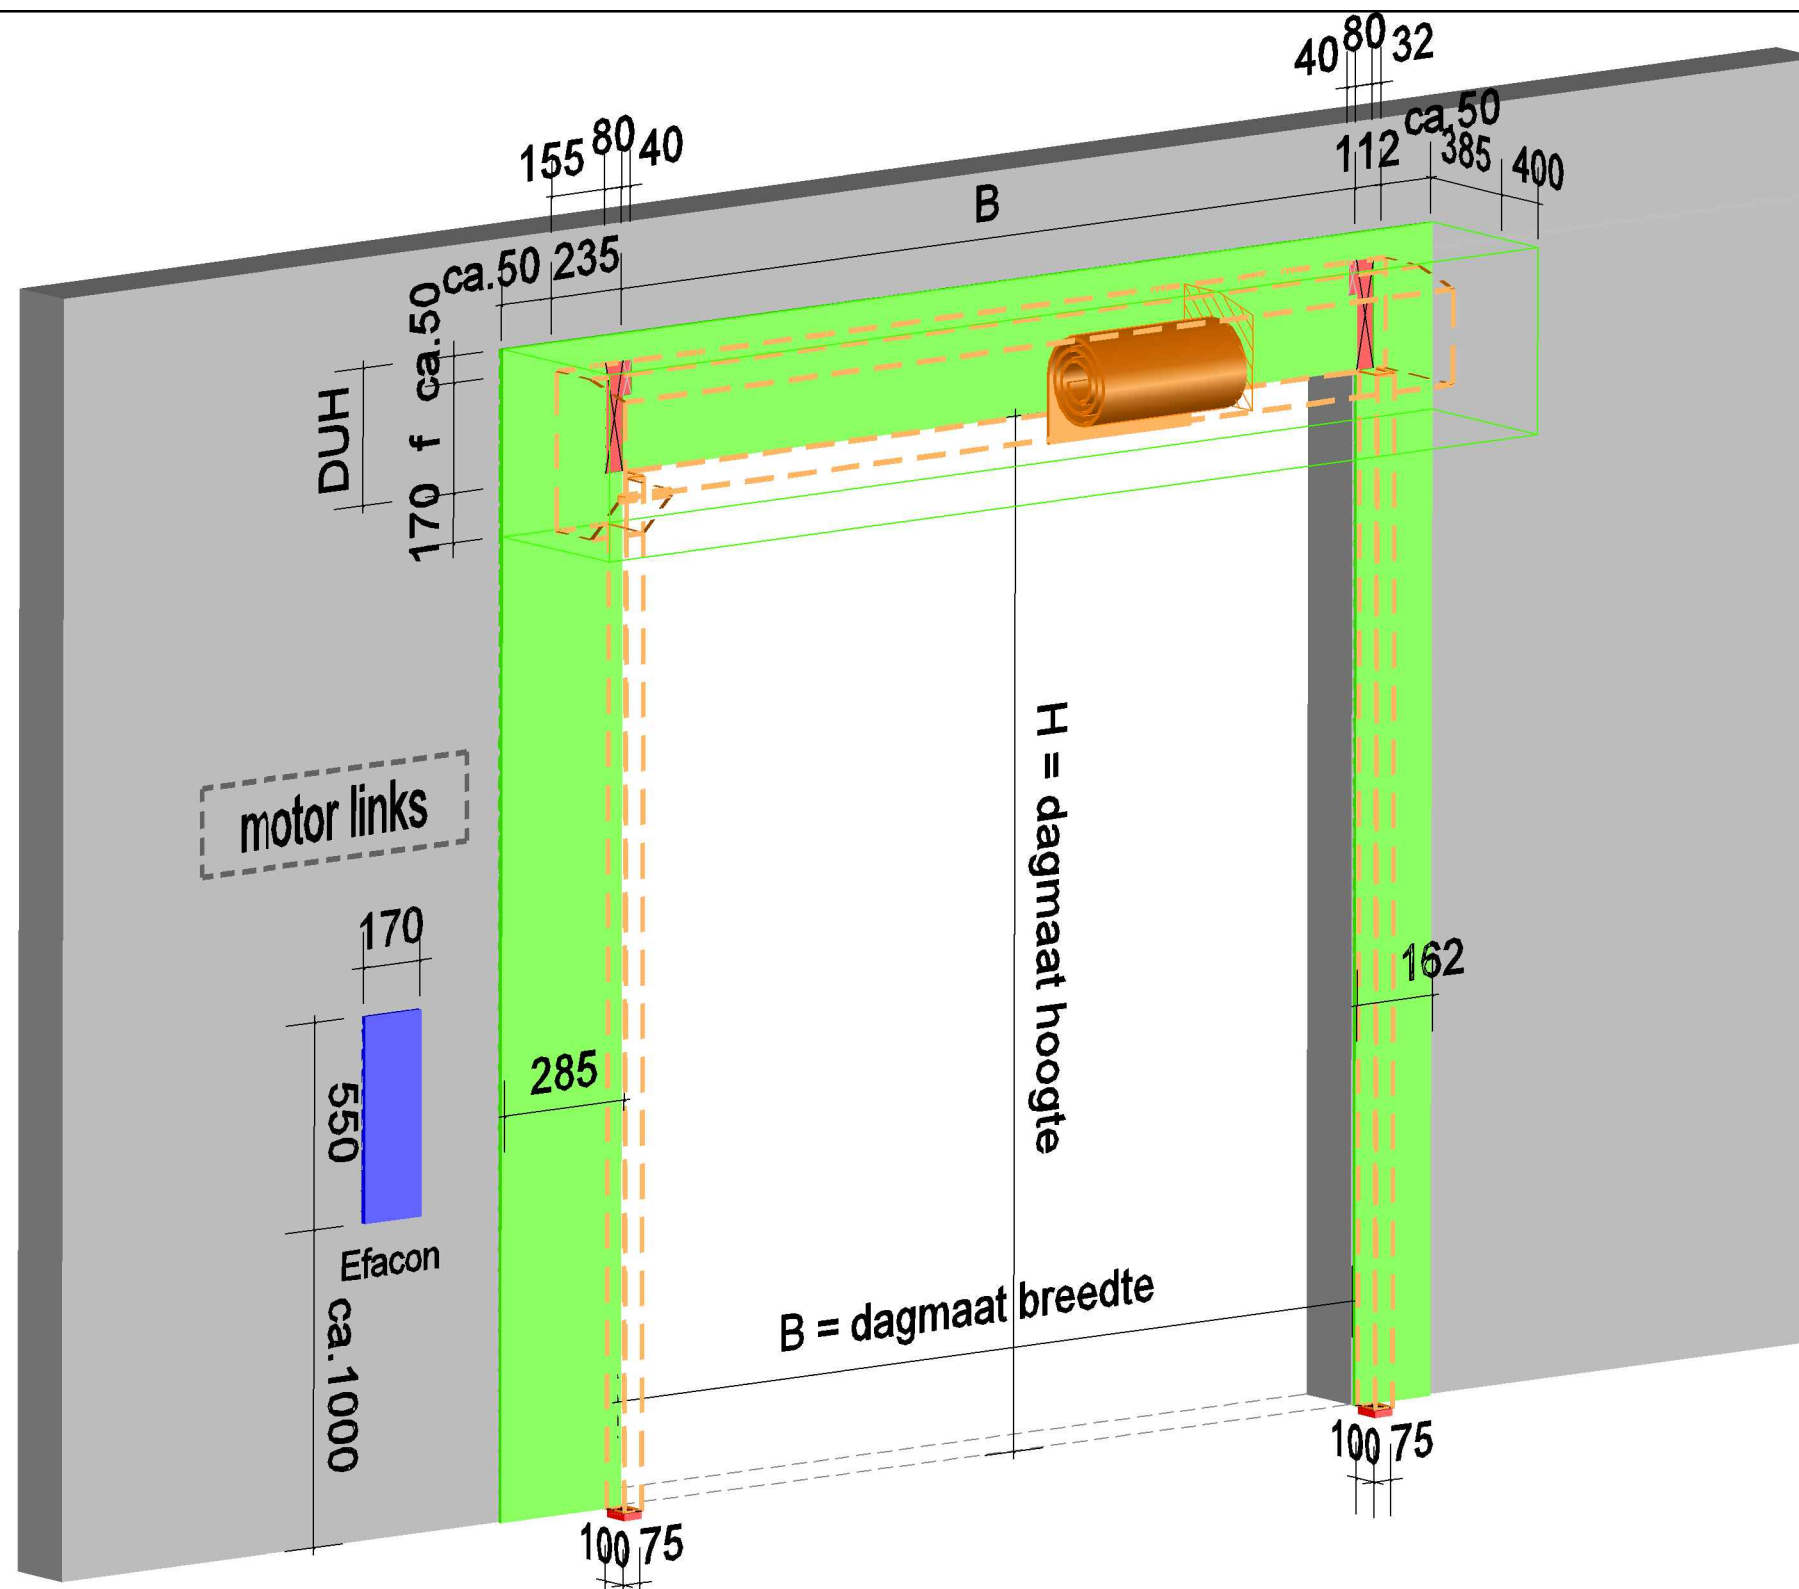 40 80 32
ca.50
155 80 40
112 385 400
B
ca.50 235
ca.50
DUH
f
170
H = dagmaat hoogte
motor links
170
162
285
550
Efacon
B = dagmaat breedte
ca.1000
100 75
100 75